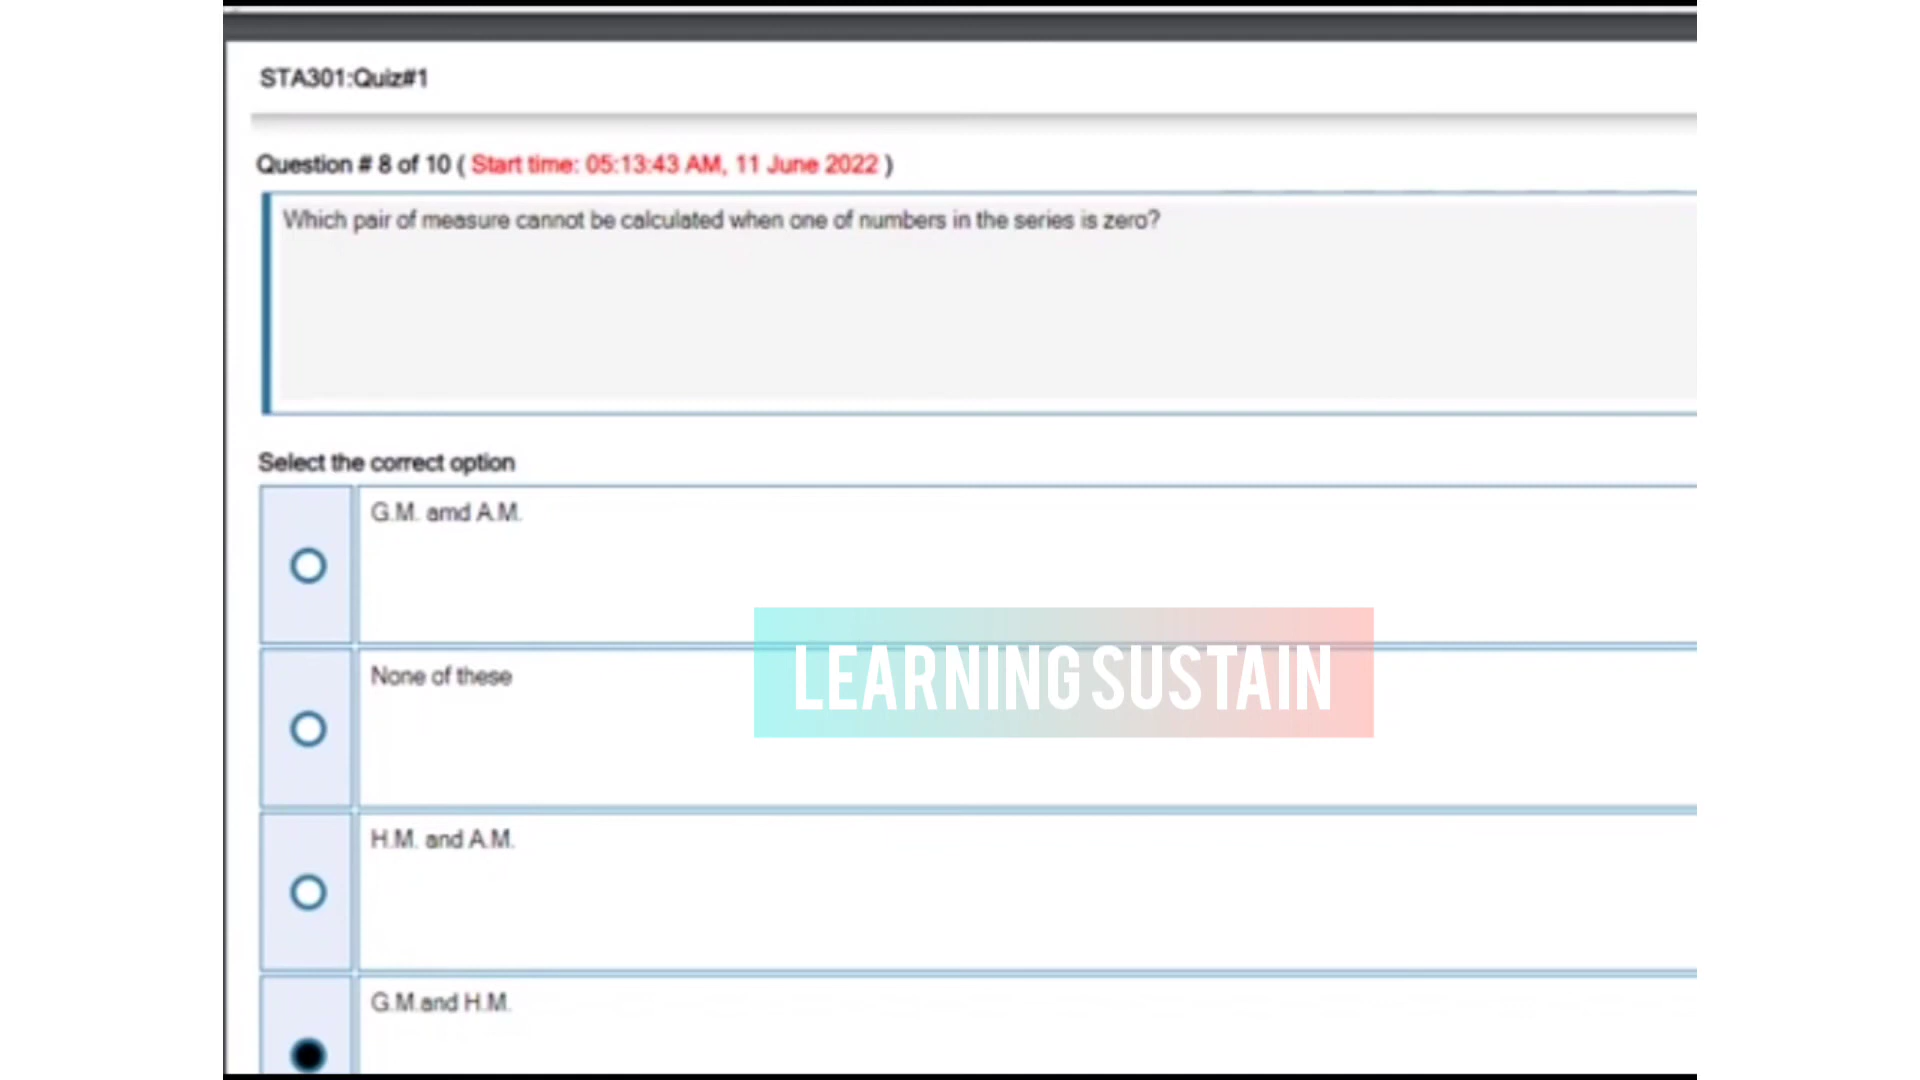 STA301:Quiz#1
Question # 8 of 10 ( Start time: 05:13:43 AM, 11 June 2022 )
Which pair of measure cannot be calculated when one of numbers in the series is zero?
Select the correct option
G.M. amd A.M.
None of these
LEARNING SUSTAIN
H.M. and A.M.
G.M.and H.M.